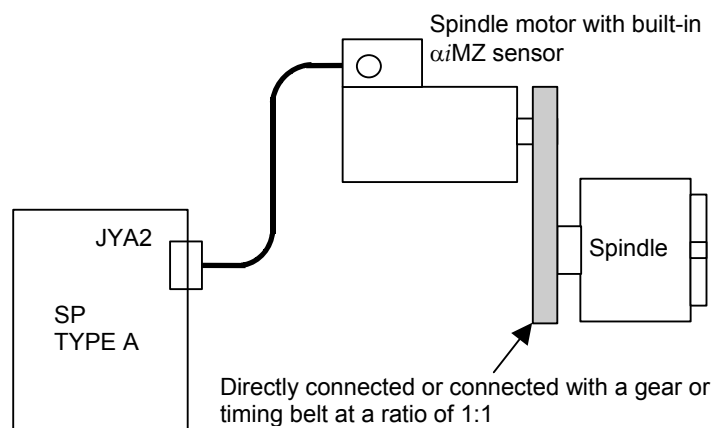 Spindle motor with built-in
αiMZ sensor
JYA2
SP
TYPE A
Spindle
Directly connected or connected with a gear or
timing belt at a ratio of 1:1